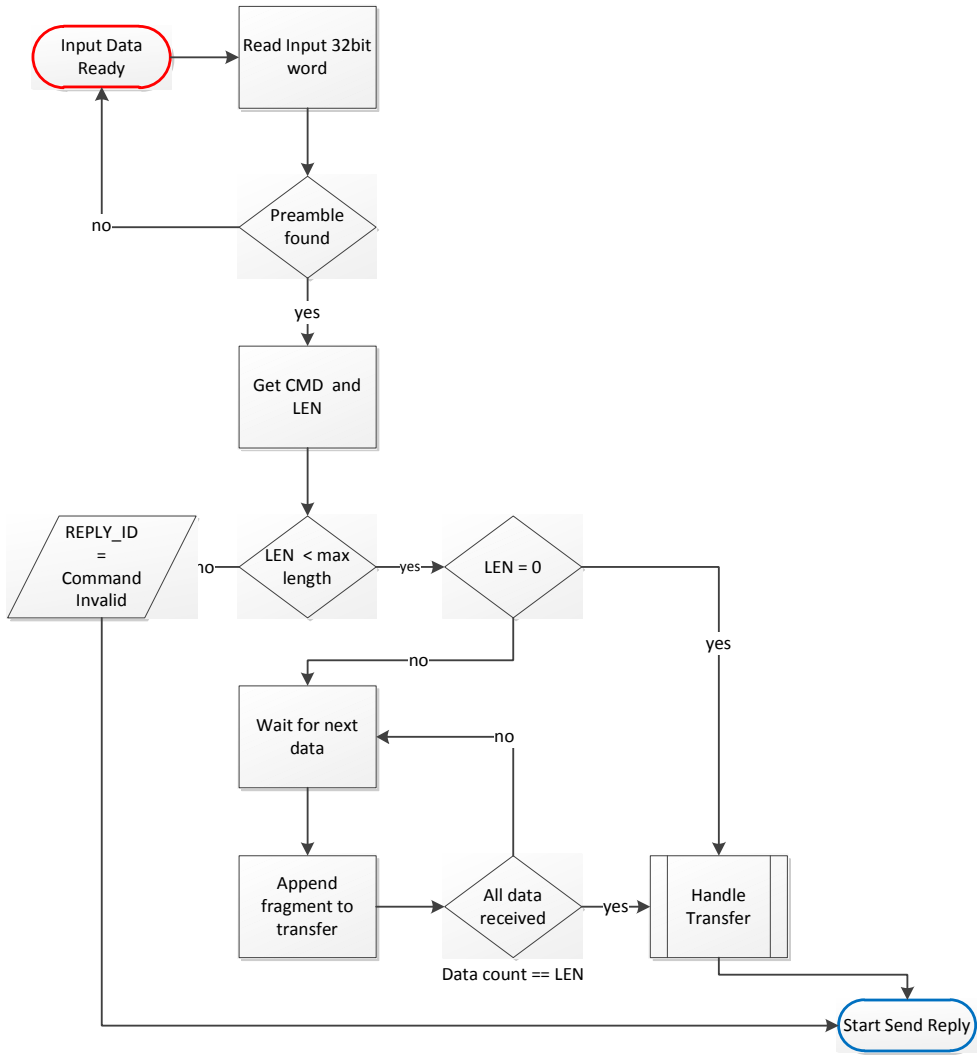 Input Data
Ready
Read Input 32bit
word
Preamble
found
no
yes
Get CMD and
LEN
REPLY_ID
=
Command
Invalid
no
LEN < max
length
yes
LEN = 0
yes
no
Wait for next
data
no
Append
fragment to
transfer
All data
received
yes
Handle
Transfer
Data count == LEN
Start Send Reply